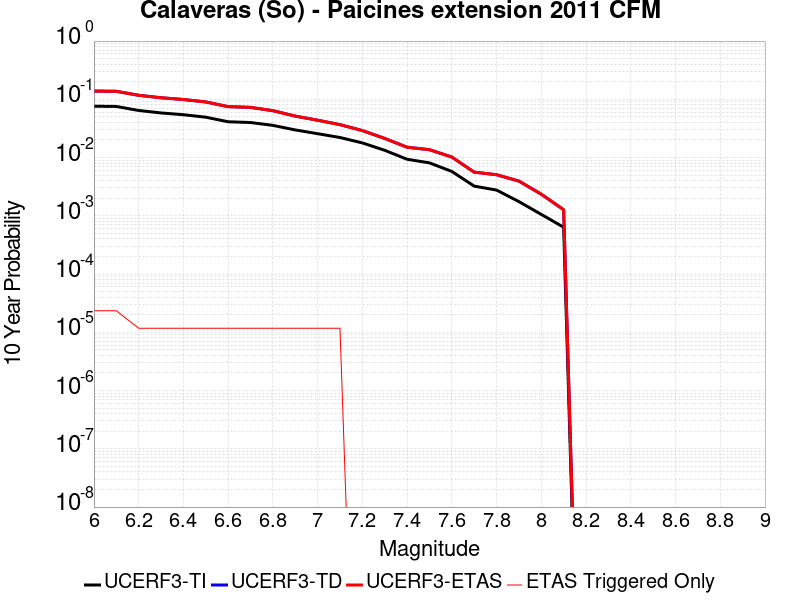 Calaveras (So) - Paicines extension 2011 CFM
10^0
10^-1
10^-2
10^-3
10^-4
10^-5
10^-6
10^-7
10^-8
10 Year Probability
6 6.2 6.4 6.6 6.8 7 7.2 7.4 7.6 7.8 8 8.2 8.4 8.6 8.8 9
Magnitude
UCERF3-TI UCERF3-TD UCERF3-ETAS ETAS Triggered Only